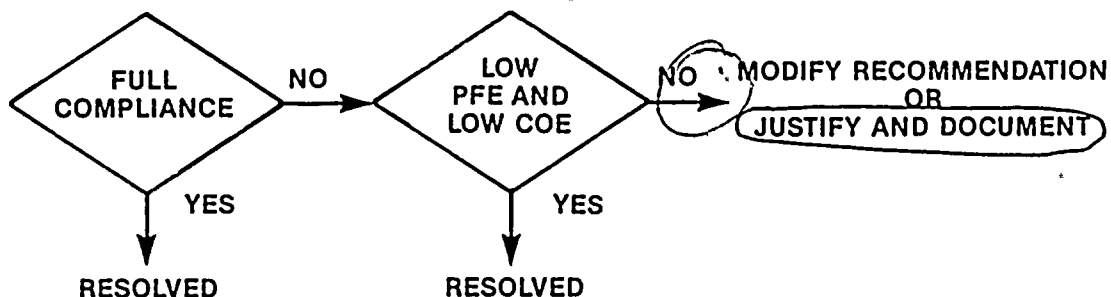 FULL
COMPLIANCE
NO
LOW
PFE AND
LOW COE
NO
MODIFY RECOMMENDATION
OR
JUSTIFY AND DOCUMENT
YES
RESOLVED
YES
RESOLVED